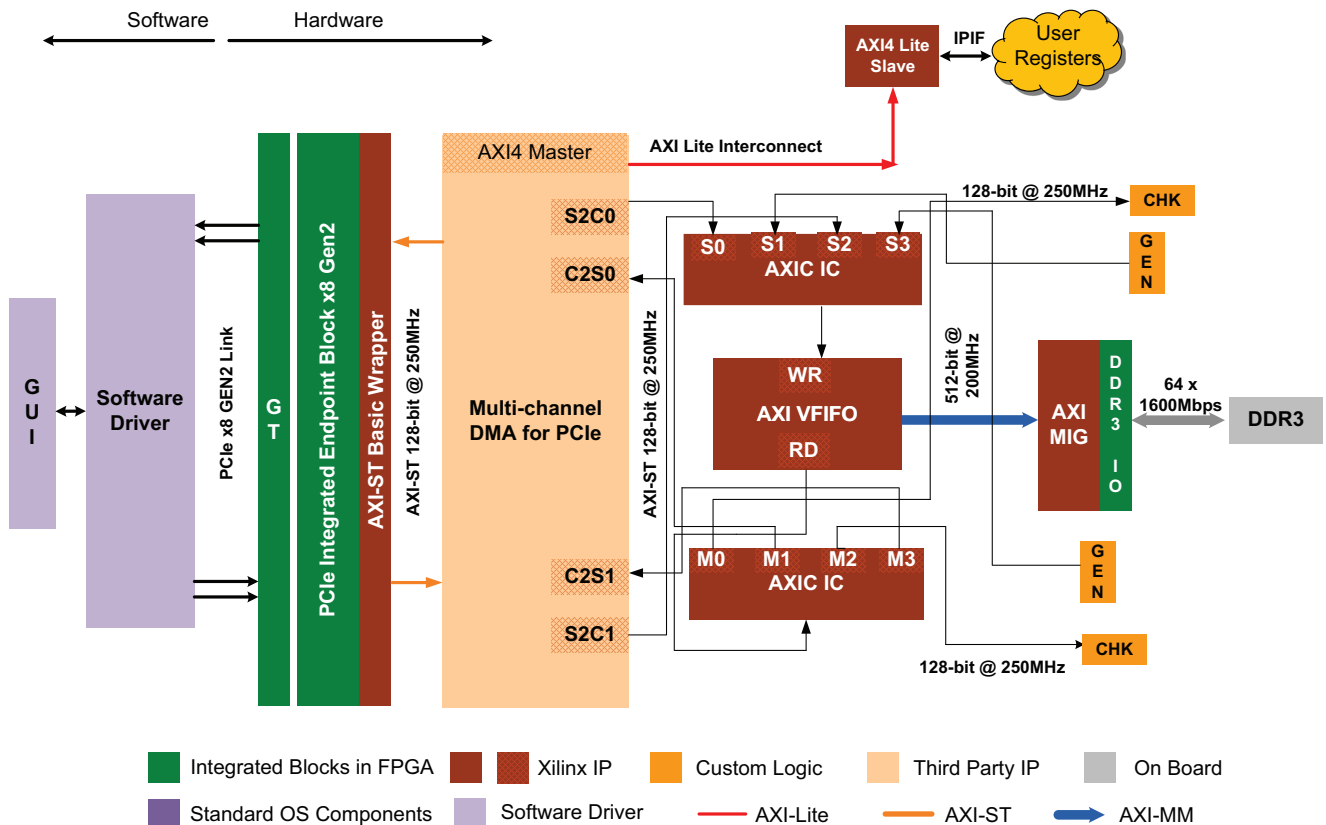 Software
Hardware
AXI4 Lite
Slave
IPIF
User
Registers
AXI4 Master
AXI Lite Interconnect
128-bit @ 250MHz
CHK
S2C0
S0
S1
S2
S3
AXIC IC
G
E
N
C2S0
G
U
I
Software
Driver
PCIe x8 GEN2 Link
G
T
PCIe Integrated Endpoint Block x8 Gen2
AXI-ST Basic Wrapper
AXI-ST 128-bit @ 250MHz
Multi-channel
DMA for PCIe
AXI-ST 128-bit @ 250MHz
WR
AXI VFIFO
RD
512-bit @
200MHz
AXI
MIG
D
D
R
3
I
O
64 x
1600Mbps
DDR3
M0
M1
M2
M3
AXIC IC
C2S1
S2C1
G
E
N
CHK
128-bit @ 250MHz
Integrated Blocks in FPGA
Xilinx IP
Custom Logic
Third Party IP
On Board
Standard OS Components
Software Driver
AXI-Lite
AXI-ST
AXI-MM